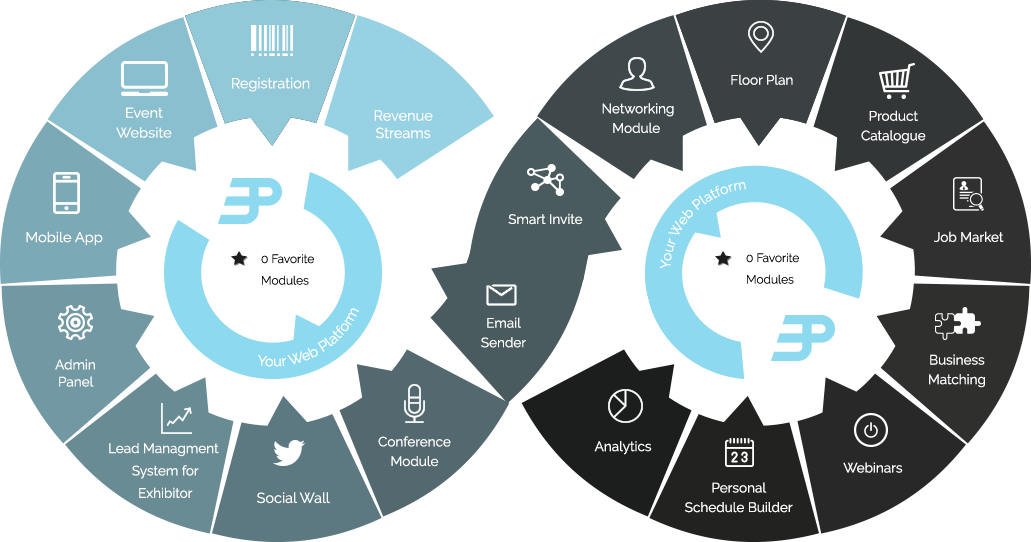 Registration
Revenue
Streams
Event
Website
Mobile App
Admin
Panel
Lead Managment
System for
Exhibitor
Social Wall
Conference
Module
Email
Sender
Smart Invite
Networking
Module
Floor Plan
Product
Catalogue
Job Market
Business
Matching
Webinars
23
Personal
Schedule Builder
Analytics
3P
0 Favorite
Modules
Your Web Platform
Your Web Platform
0 Favorite
Modules
3P